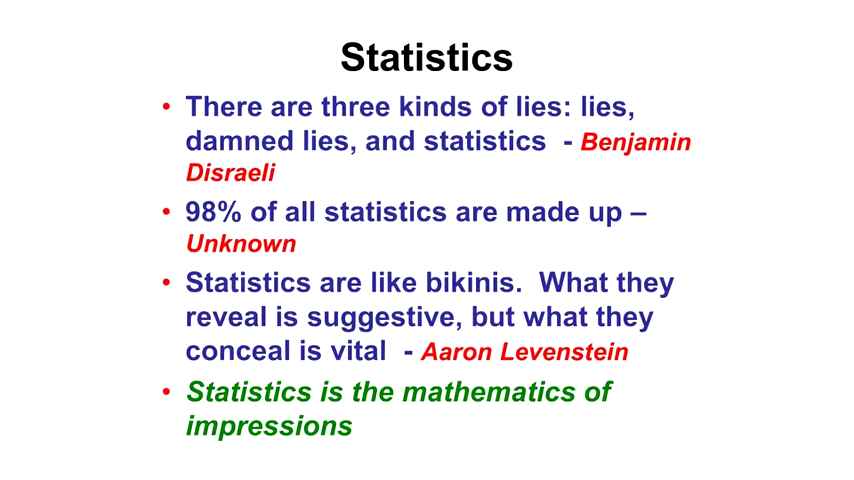 Statistics
• There are three kinds of lies: lies,
damned lies, and statistics - Benjamin
Disraeli
• 98% of all statistics are made up –
Unknown
• Statistics are like bikinis. What they
reveal is suggestive, but what they
conceal is vital - Aaron Levenstein
• Statistics is the mathematics of
impressions